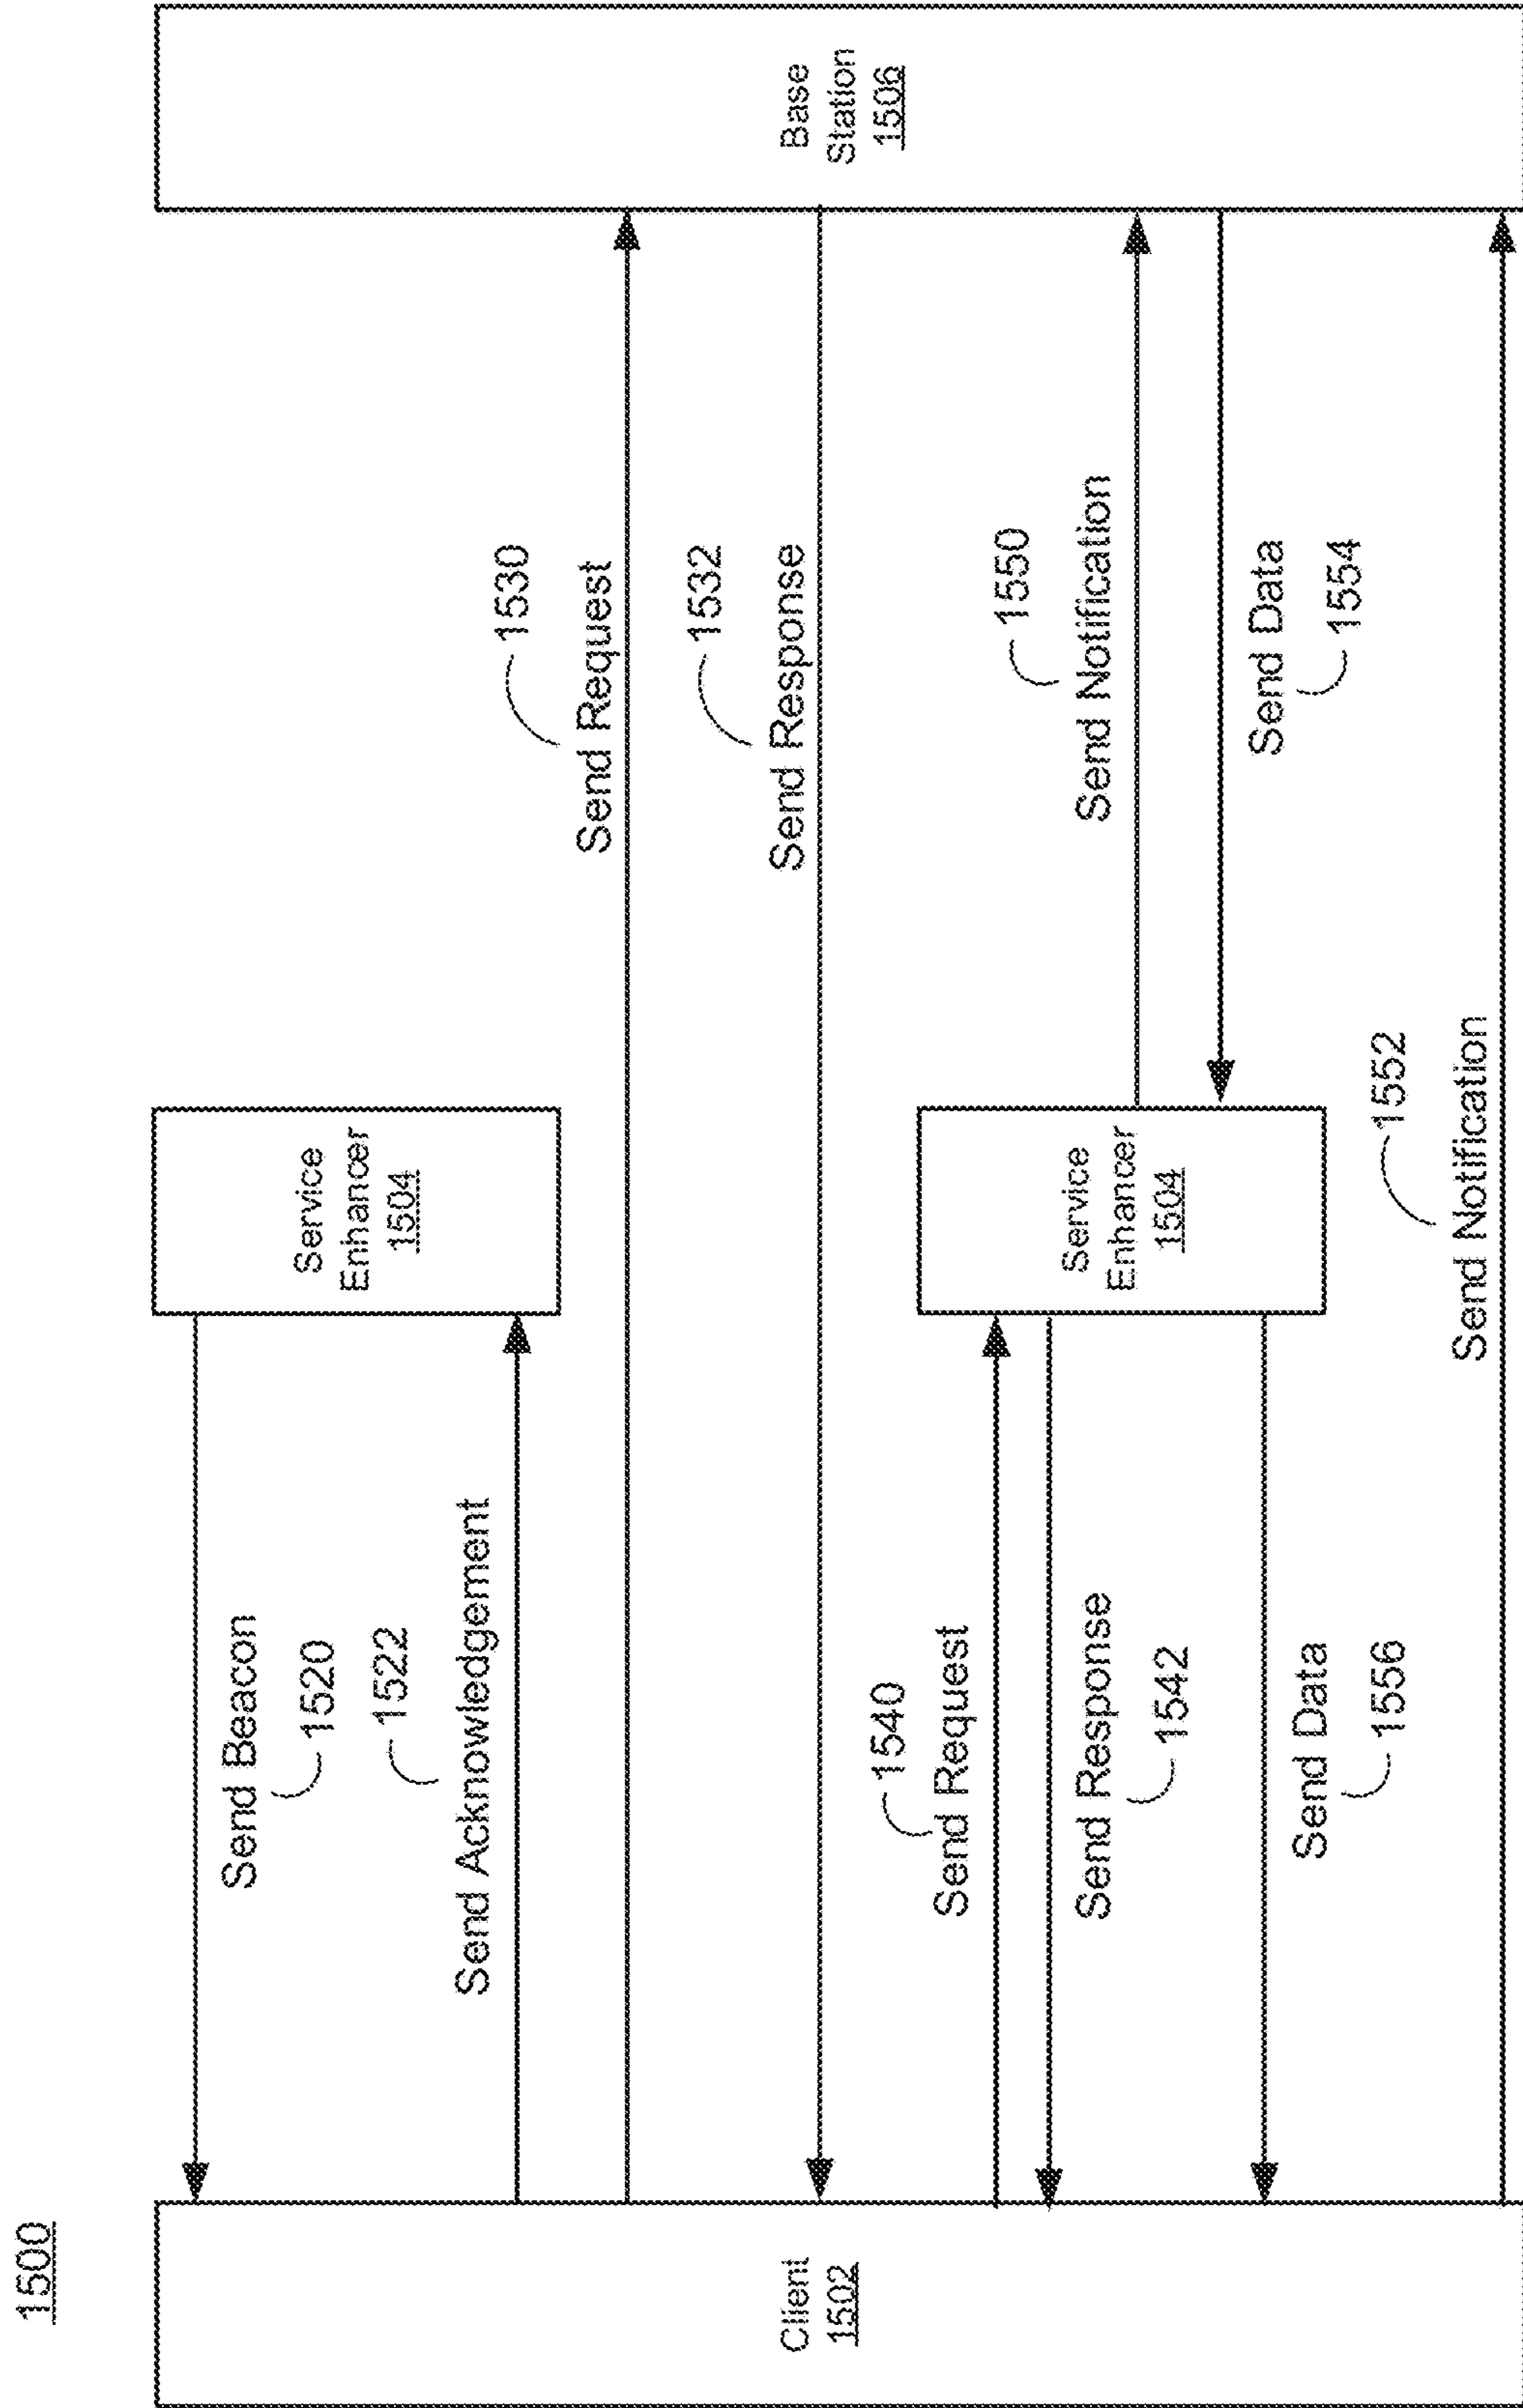 1500
Client
1502
Service
Enhancer
1504
Base
Station
1506
Send Beacon
1520
1522
Send Acknowledgement
1530
Send Request
1532
Send Response
1540
Send Request
Send Response
1542
Service
Enhancer
1504
1550
Send Notification
Send Data
1554
Send Data
1556
1552
Send Notification